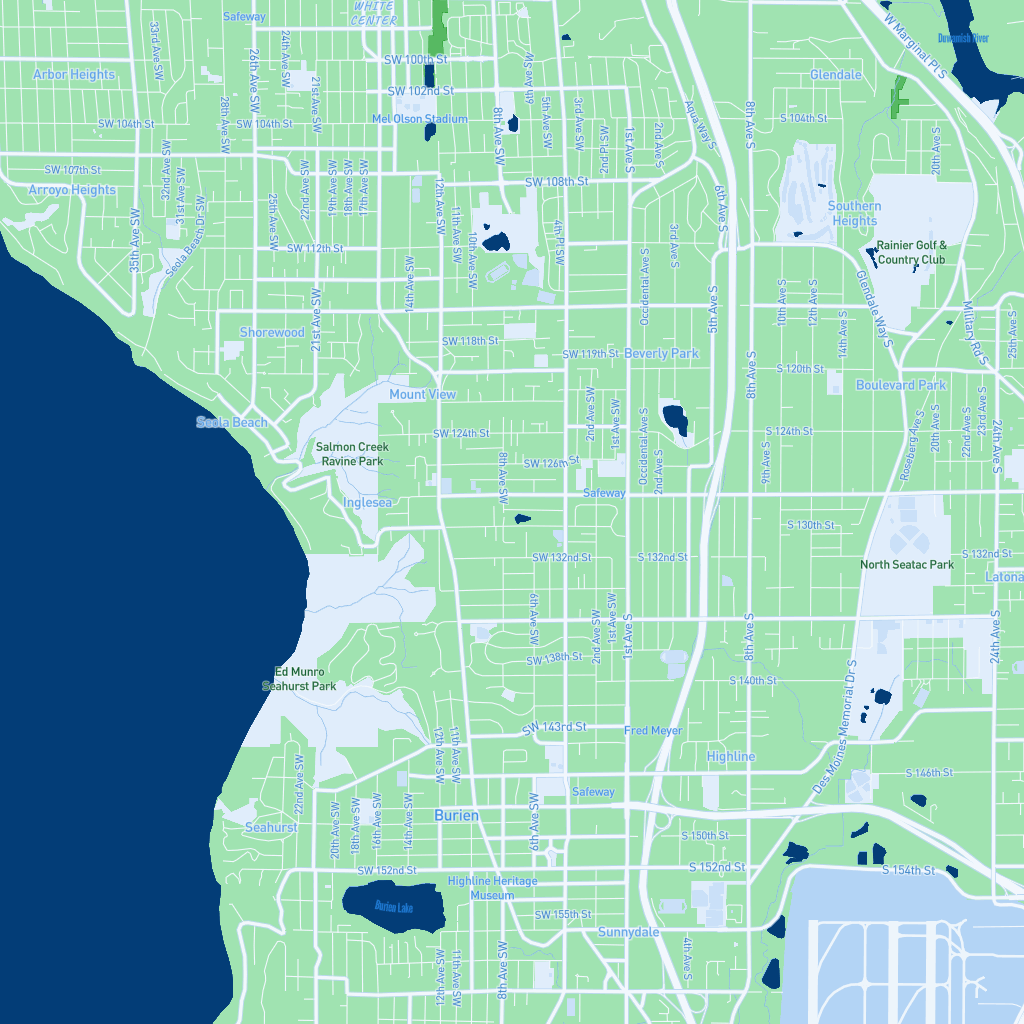 WHITE
CENTER
Safeway
33rd Ave SW
26th Ave SW
24th Ave SW
Arbor Heights
21st Ave SW
28th Ave SW
SW 100th St
SW 102nd St
6th Ave SW
5th Ave SW
3rd Ave SW
8th Ave SW
Mel Olson Stadium
SW 104th St
SW 104th St
2nd Pl SW
1st Ave S
2nd Ave S
Aqua Way S
8th Ave S
S 104th St
Glendale
W Marginal Pl S
Duwamish River
20th Ave S
SW 107th St
Arroyo Heights
32nd Ave SW
31st Ave SW
35th Ave SW
Seola Beach Dr SW
25th Ave SW
22nd Ave SW
19th Ave SW
18th Ave SW
17th Ave SW
12th Ave SW
11th Ave SW
10th Ave SW
SW 108th St
4th Pl SW
6th Ave S
3rd Ave S
Occidental Ave S
Southern
Heights
Rainier Golf &
Country Club
SW 112th St
14th Ave SW
21st Ave SW
5th Ave S
10th Ave S
12th Ave S
14th Ave S
Glendale Way S
Military Rd S
25th Ave S
Shorewood
SW 118th St
SW 119th St
Beverly Park
8th Ave S
S 120th St
Boulevard Park
Mount View
Seola Beach
SW 124th St
2nd Ave SW
1st Ave SW
Occidental Ave S
2nd Ave S
S 124th St
9th Ave S
Roseberg Ave S
20th Ave S
22nd Ave S
23rd Ave S
24th Ave S
Salmon Creek
Ravine Park
SW 126th St
8th Ave SW
Inglesea
Safeway
S 130th St
SW 132nd St
S 132nd St
S 132nd St
North Seatac Park
Latona
6th Ave SW
2nd Ave SW
1st Ave SW
1st Ave S
8th Ave S
24th Ave S
SW 138th St
Ed Munro
Seahurst Park
S 140th St
Des Moines Memorial Dr S
SW 143rd St
Fred Meyer
12th Ave SW
11th Ave SW
Highline
22nd Ave SW
S 146th St
Safeway
Seahurst
20th Ave SW
18th Ave SW
16th Ave SW
14th Ave SW
Burien
6th Ave SW
S 150th St
SW 152nd St
S 152nd St
S 154th St
Highline Heritage
Museum
Burien Lake
SW 155th St
Sunnydale
12th Ave SW
11th Ave SW
8th Ave SW
4th Ave S